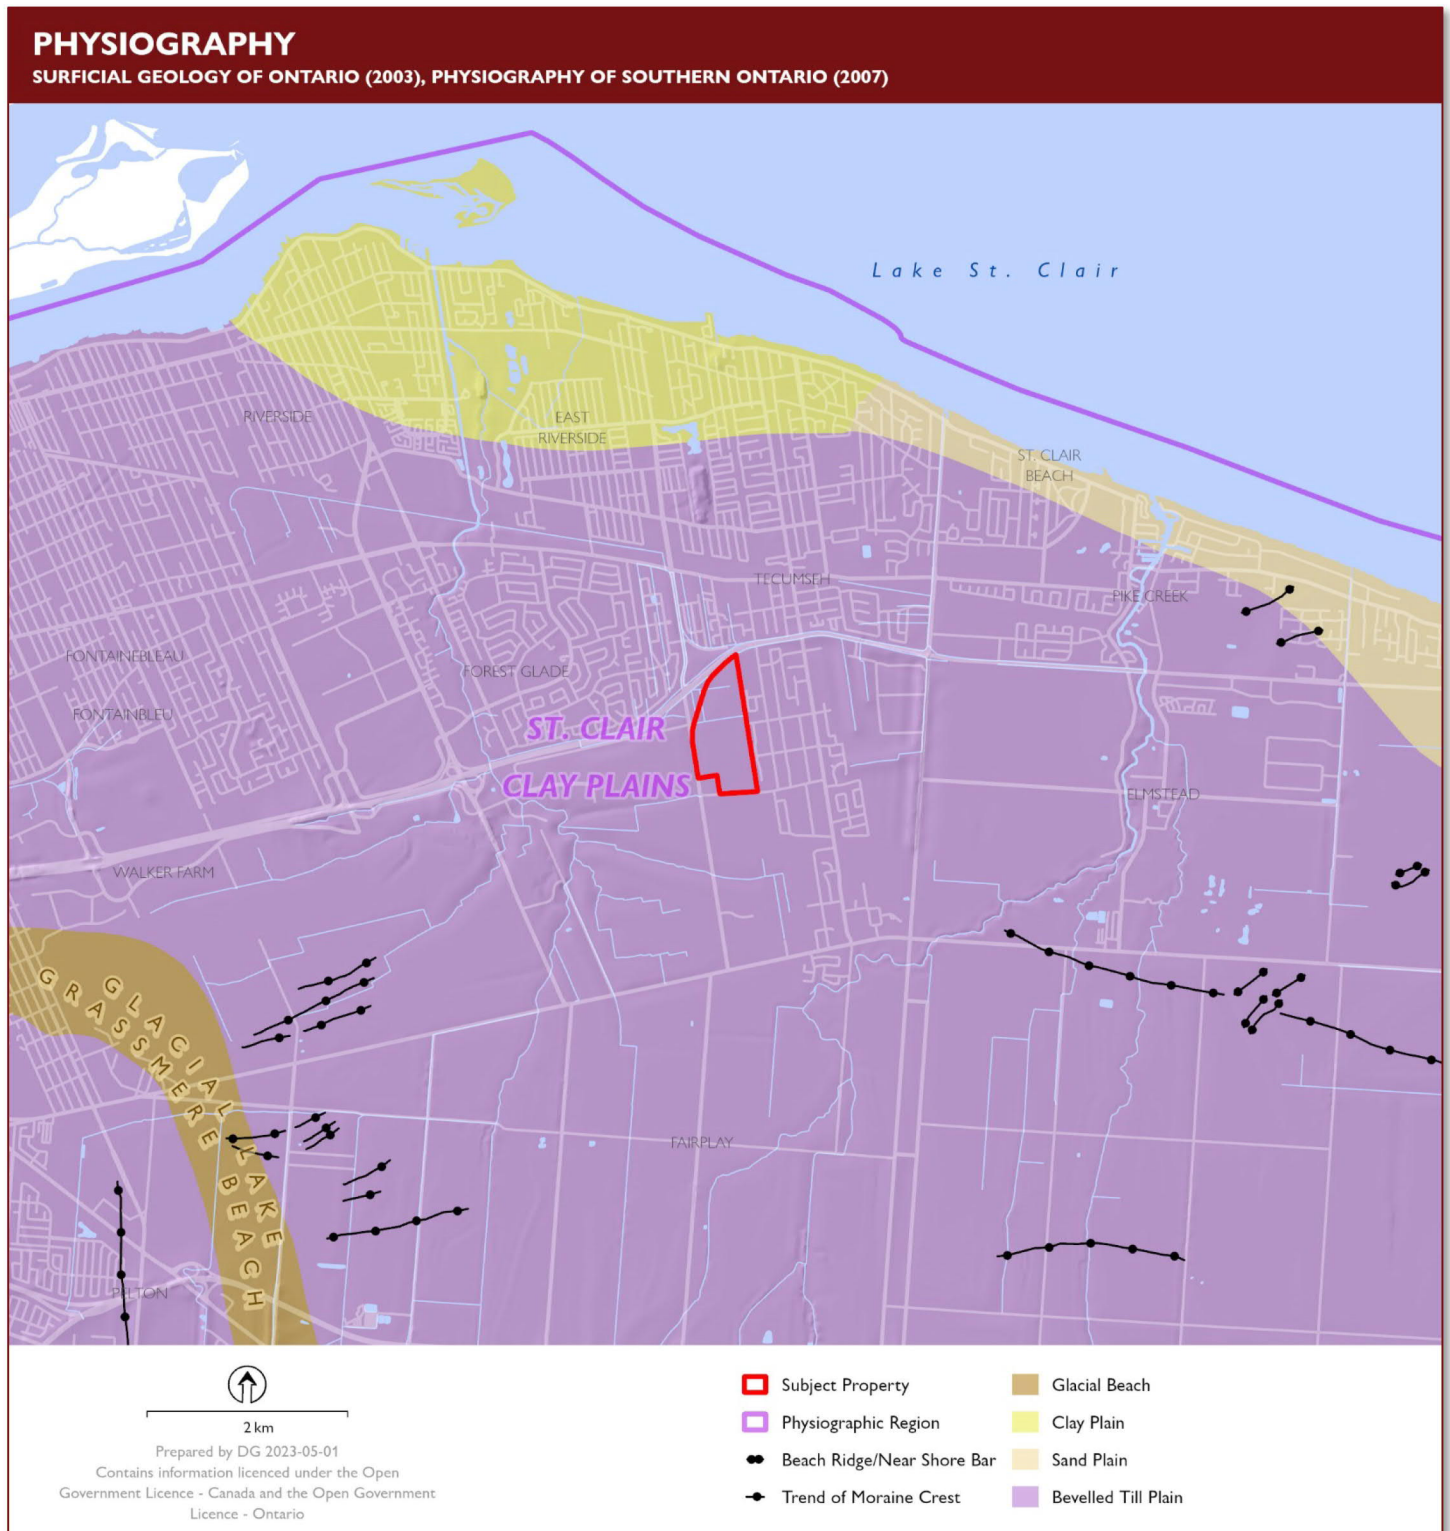 PHYSIOGRAPHY
SURFICIAL GEOLOGY OF ONTARIO (2003), PHYSIOGRAPHY OF SOUTHERN ONTARIO (2007)
Lake St. Clair
RIVERSIDE
EAST
RIVERSIDE
ST. CLAIR
BEACH
TECUMSEH
PIKE CREEK
FONTAINEBLEAU
FOREST GLADE
FONTAINBLEU
ST. CLAIR
CLAY PLAINS
ELMSTEAD
WALKER FARM
GLACIAL LAKE
GRASSMERE BEACH
FAIRPLAY
PELTON
2 km
Prepared by DG 2023-05-01
Contains information licenced under the Open
Government Licence - Canada and the Open Government
Licence - Ontario
Subject Property
Physiographic Region
Beach Ridge/Near Shore Bar
Trend of Moraine Crest
Glacial Beach
Clay Plain
Sand Plain
Bevelled Till Plain